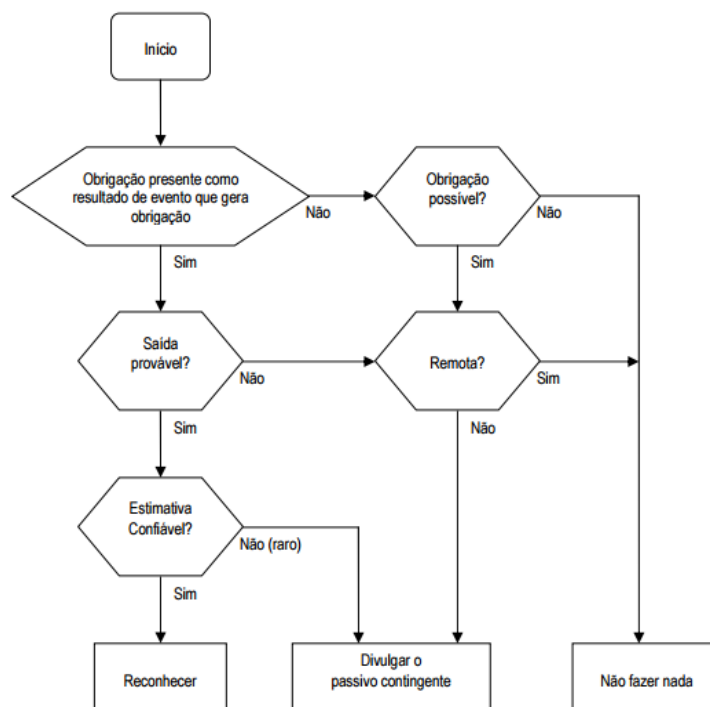 Início
Obrigação presente como
resultado de evento que gera
obrigação
Não
Obrigação
possível?
Não
Sim
Sim
Saída
provável?
Não
Remota?
Sim
Sim
Não
Estimativa
Confiável?
Não (raro)
Sim
Reconhecer
Divulgar o
passivo contingente
Não fazer nada